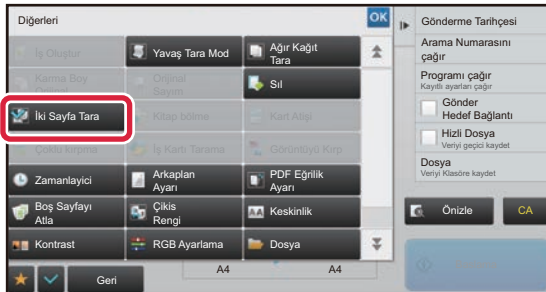 Diğerleri
OK
Gönderme Tarihçesi
İş Oluştur
Yavaş Tara Mod
Ağır Kağıt
Tara
Arama Numarasını
çağır
Karma Boy
Orijinal
Orijinal
Sayım
Sıl
Programı çağır
Kayıtlı ayarları çağır
İki Sayfa Tara
Kitap bölme
Kart Atışı
Gönder
Hedef Bağlantı
Çoklu kırpma
İş Kartı Tarama
Görüntüyü Kırp
Hizli Dosya
Veriyi geçici kaydet
Zamanlayici
Arkaplan
Ayarı
PDF Eğrilik
Ayarı
Dosya
Veriyi Klasöre kaydet
Boş Sayfayı
Atla
Çikis
Rengi
AA Keskinlik
Önizle
CA
Kontrast
RGB Ayarlama
Dosya
Geri
A4
A4